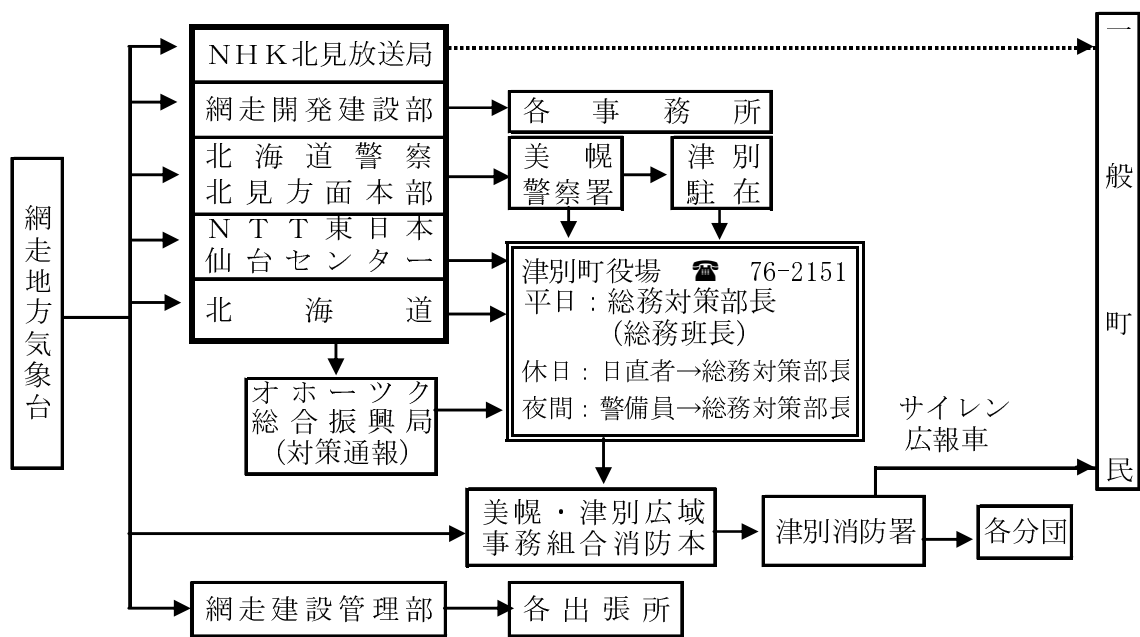 網走地方気象台
NHK北見放送局
網走開発建設部
各事務所
北海道警察
北見方面本部
美幌
警察署
津別
駐在
NTT東日本
仙台センター
北海道
オホーツク
総合振興局
(対策通報)
津別町役場 ☎ 76-2151
平日：総務対策部長
(総務班長)
休日：日直者→総務対策部長
夜間：警備員→総務対策部長
サイレン
広報車
美幌・津別広域
事務組合消防本
津別消防署
各分団
網走建設管理部
各出張所
一般町民